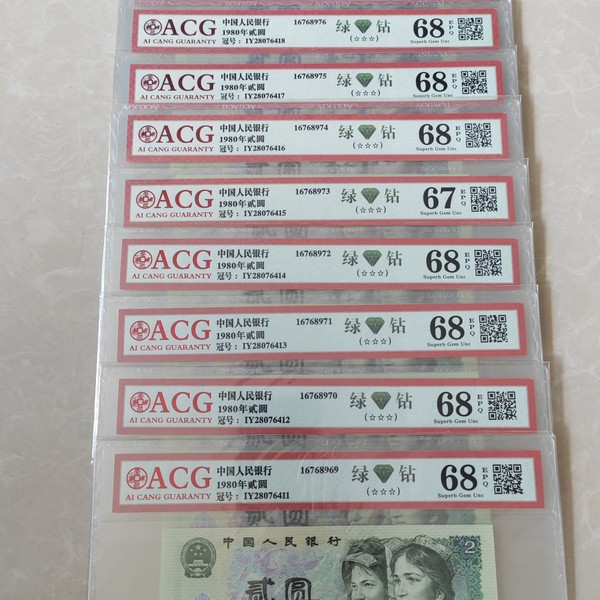 ACG 中国人民银行 16768976 绿 钻 68 EPQ
AI CANG GUARANTY 1980年贰圆 (☆☆☆) Superb Gem Unc
冠号：IY28076418
ACG 中国人民银行 16768975 绿 钻 68 EPQ
AI CANG GUARANTY 1980年贰圆 Superb Gem Unc
冠号：IY28076417
ACG 中国人民银行 16768974 绿 钻 68 EPQ
AI CANG GUARANTY 1980年贰圆 (☆☆☆) Superb Gem Unc
冠号：IY28076416
ACG 中国人民银行 16768973 绿 钻 67 EPQ
AI CANG GUARANTY 1980年贰圆 (☆☆☆) Superb Gem Unc
冠号：IY28076415
ACG 中国人民银行 16768972 绿 钻 68 EPQ
AI CANG GUARANTY 1980年贰圆 (☆☆☆) Superb Gem Unc
冠号：IY28076414
ACG 中国人民银行 16768971 绿 钻 68 EPQ
AI CANG GUARANTY 1980年贰圆 (☆☆☆) Superb Gem Unc
冠号：IY28076413
ACG 中国人民银行 16768970 绿 钻 68 EPQ
AI CANG GUARANTY 1980年贰圆 (☆☆☆) Superb Gem Unc
冠号：IY28076412
ACG 中国人民银行 16768969 绿 钻 68 EPQ
AI CANG GUARANTY 1980年贰圆 (☆☆☆) Superb Gem Unc
冠号：IY28076411
中国人民银行 2
贰圆